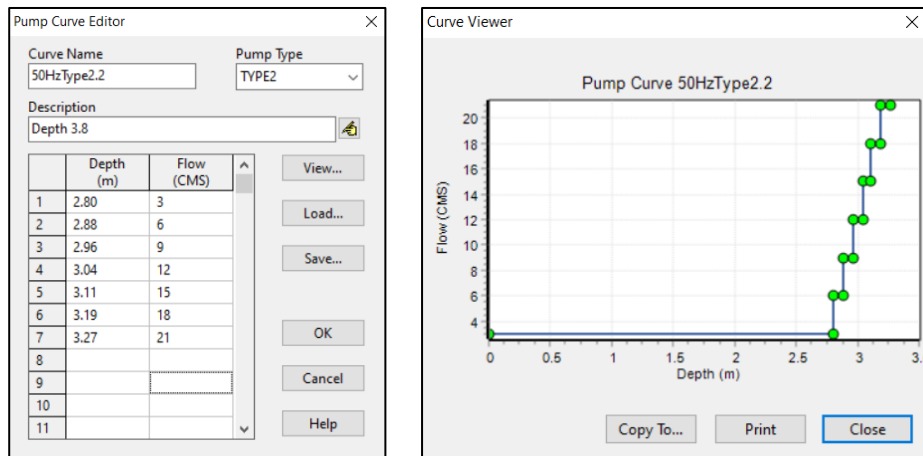 Pump Curve Editor
Curve Name
Pump Type
50HzType2.2
TYPE2
Description
Depth 3.8
Depth (m) Flow (CMS)
1 2.80 3
2 2.88 6
3 2.96 9
4 3.04 12
5 3.11 15
6 3.19 18
7 3.27 21
8
9
10
11
View...
Load...
Save...
OK
Cancel
Help
Curve Viewer
Pump Curve 50HzType2.2
Flow (CMS)
20
18
16
14
12
10
8
6
4
0 0.5 1 1.5 2 2.5 3 3.
Depth (m)
Copy To... Print Close